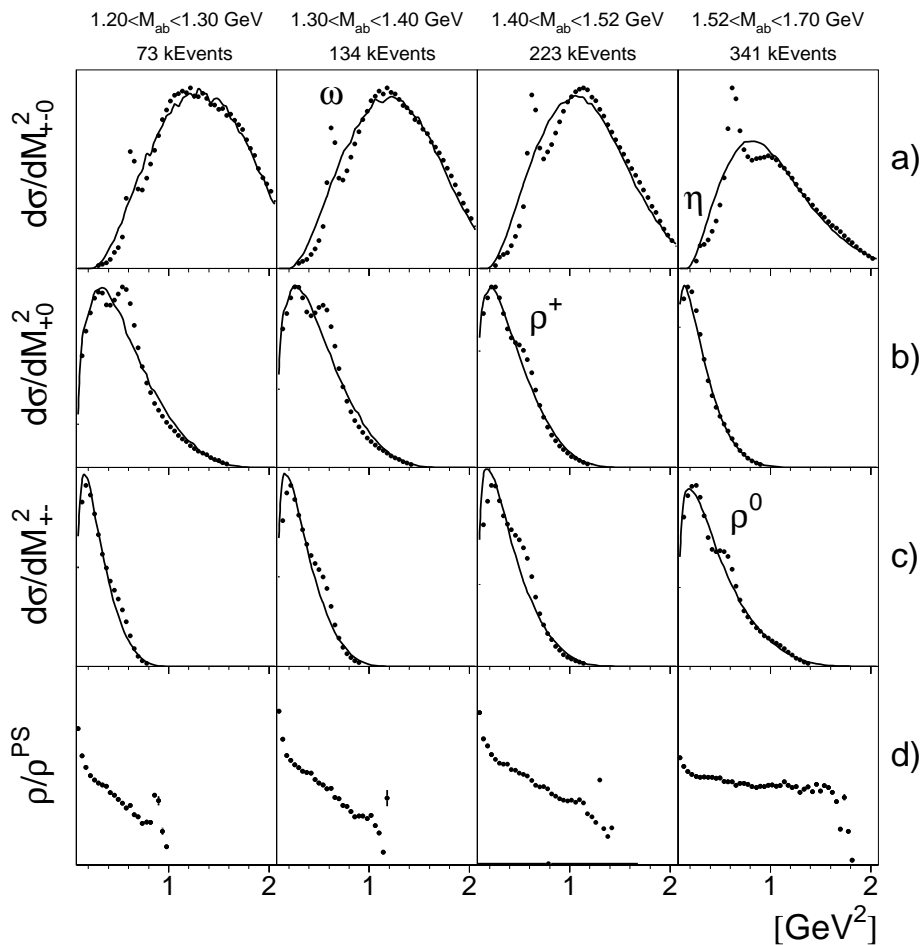 1.20<M_ab<1.30 GeV 1.30<M_ab<1.40 GeV 1.40<M_ab<1.52 GeV 1.52<M_ab<1.70 GeV
73 kEvents 134 kEvents 223 kEvents 341 kEvents
dσ/dM²₊₋₀ ω η a)
dσ/dM²₊₀ ρ⁺ b)
dσ/dM²₊₋ ρ⁰ c)
ρ/ρ^PS d)
1 2 1 2 1 2 1 2
[GeV²]